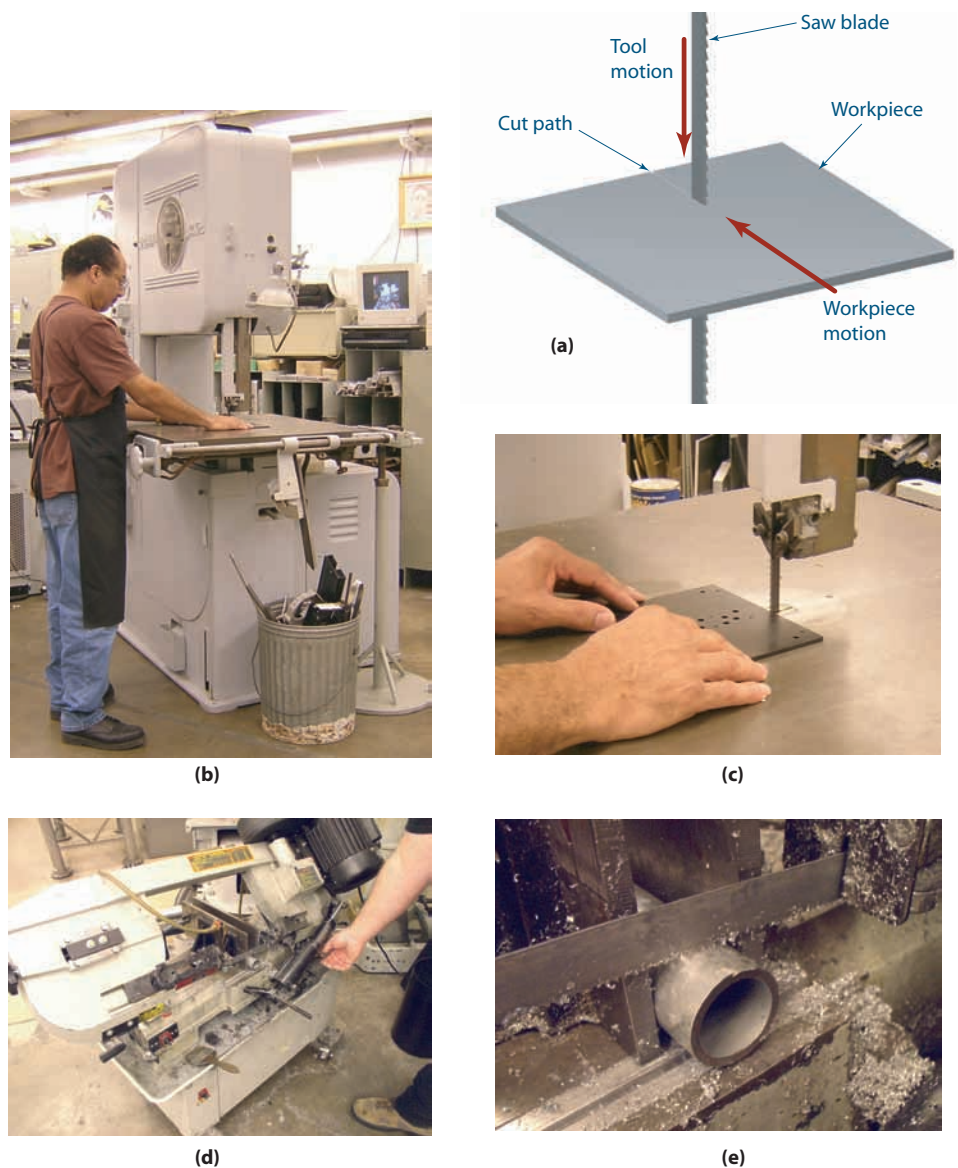 Saw blade
Tool
motion
Workpiece
Cut path
Workpiece
motion
(a)
(b)
(c)
(d)
(e)